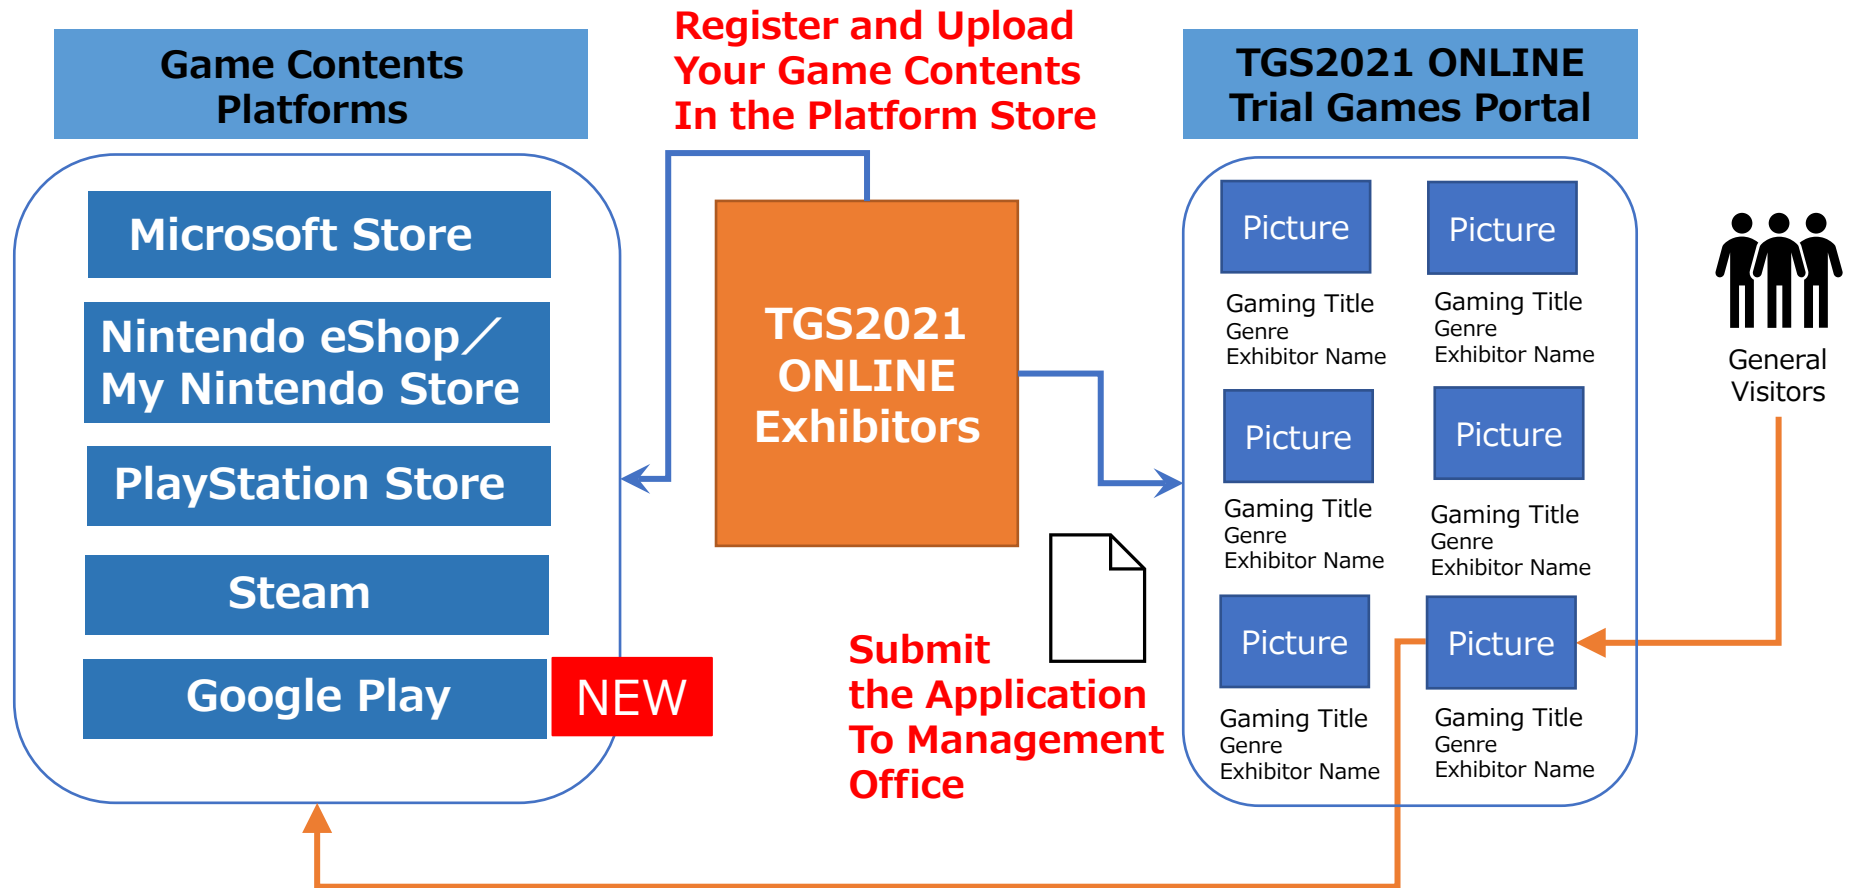 Game Contents
Platforms
Microsoft Store
Nintendo eShop／
My Nintendo Store
PlayStation Store
Steam
Google Play
NEW
Register and Upload
Your Game Contents
In the Platform Store
TGS2021
ONLINE
Exhibitors
Submit
the Application
To Management
Office
TGS2021 ONLINE
Trial Games Portal
Picture
Gaming Title
Genre
Exhibitor Name
Picture
Gaming Title
Genre
Exhibitor Name
Picture
Gaming Title
Genre
Exhibitor Name
Picture
Gaming Title
Genre
Exhibitor Name
Picture
Gaming Title
Genre
Exhibitor Name
Picture
Gaming Title
Genre
Exhibitor Name
General
Visitors